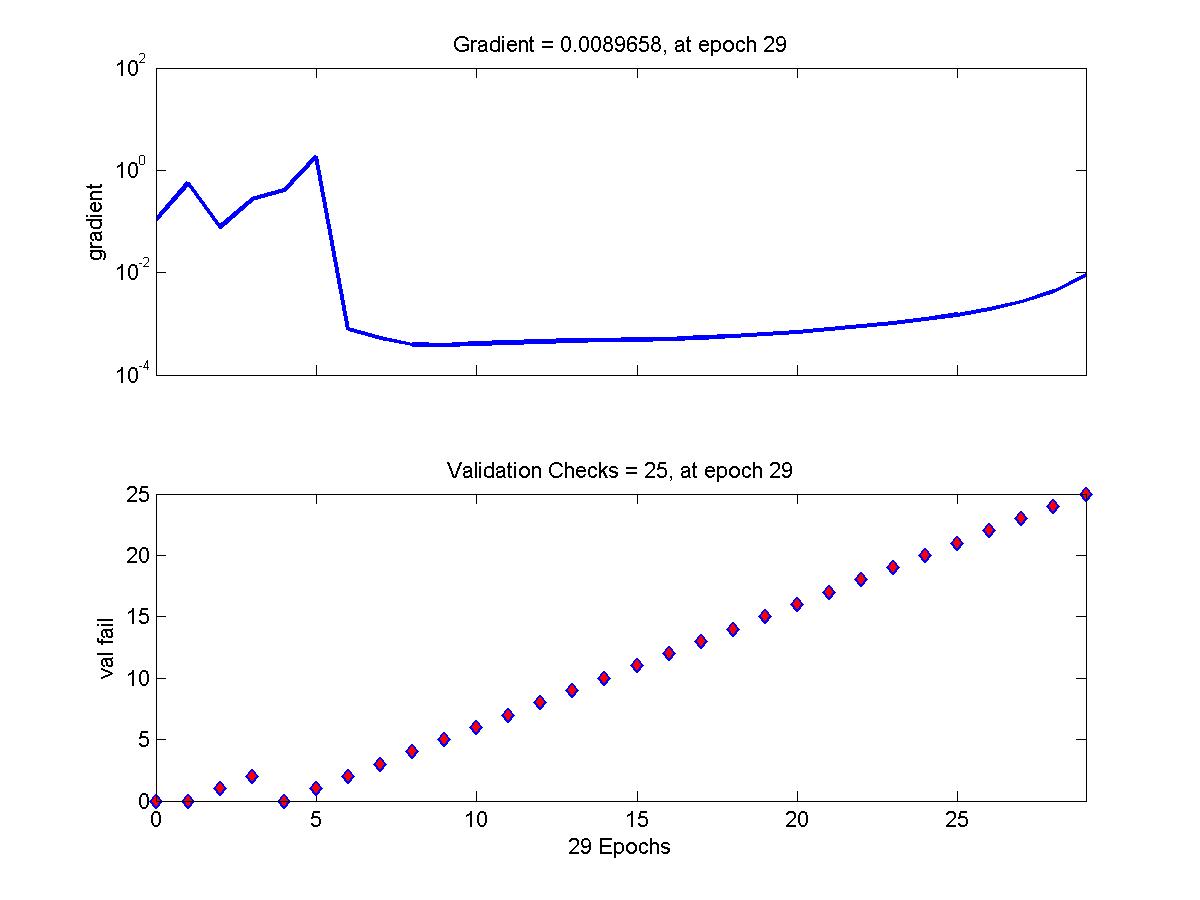 Gradient = 0.0089658, at epoch 29
10^2
10^0
10^-2
10^-4
gradient
Validation Checks = 25, at epoch 29
25
20
15
10
5
0
val fail
0 5 10 15 20 25
29 Epochs